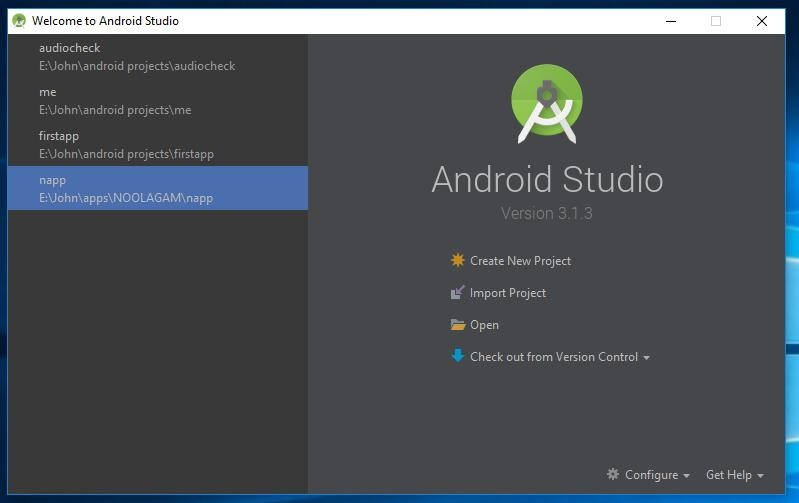 Welcome to Android Studio
audiocheck
E:\John\android projects\audiocheck
me
E:\John\android projects\me
firstapp
E:\John\android projects\firstapp
napp
E:\John\apps\NOOLAGAM\napp
Android Studio
Version 3.1.3
Create New Project
Import Project
Open
Check out from Version Control
Configure
Get Help